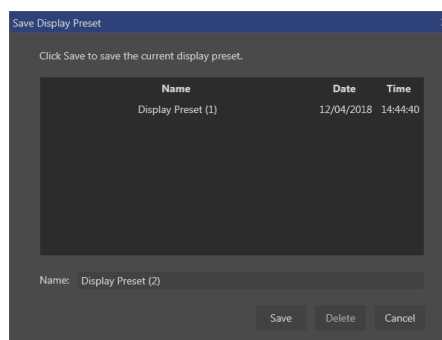 Save Display Preset
Click Save to save the current display preset.
Name Date Time
Display Preset (1) 12/04/2018 14:44:40
Name: Display Preset (2)
Save Delete Cancel